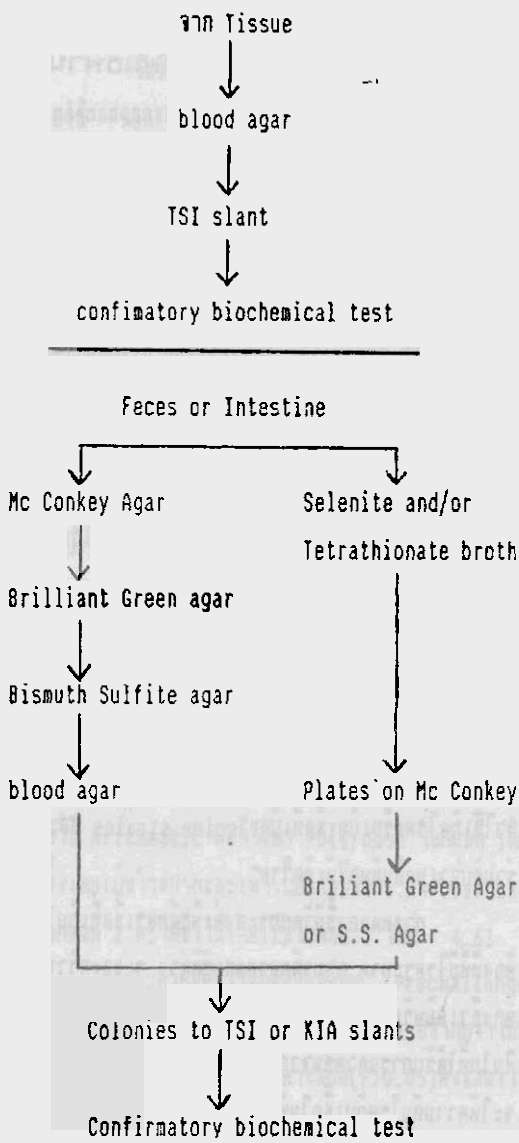 จาก Tissue
blood agar
TSI slant
confimatory biochemical test
Feces or Intestine
Mc Conkey Agar
Brilliant Green agar
Bismuth Sulfite agar
blood agar
Selenite and/or
Tetrathionate broth
Plates on Mc Conkey
Briliant Green Agar
or S.S. Agar
Colonies to TSI or KIA slants
Confirmatory biochemical test